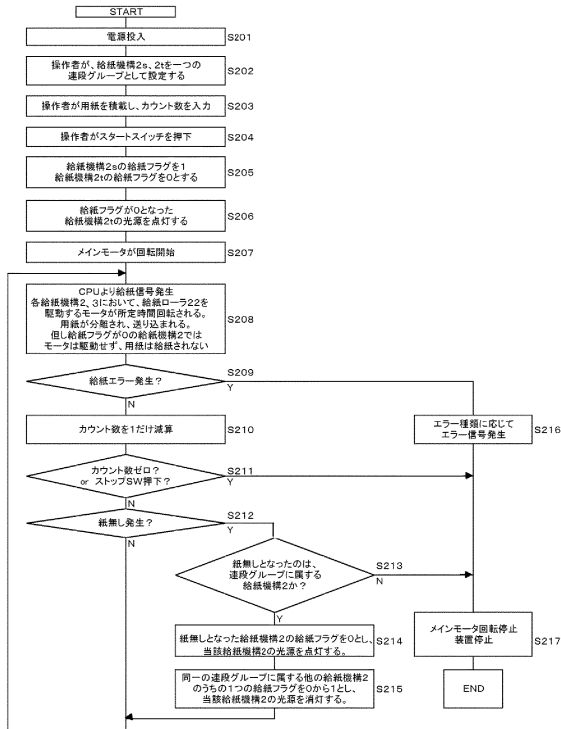 START
電源投入
S201
操作者が、給紙機構2s、2tを一つの
連段グループとして設定する
S202
操作者が用紙を積載し、カウント数を入力
S203
操作者がスタートスイッチを押下
S204
給紙機構2sの給紙フラグを1
給紙機構2tの給紙フラグを0とする
S205
給紙フラグが0となった
給紙機構2tの光源を点灯する
S206
メインモータが回転開始
S207
CPUより給紙信号発生
各給紙機構2、3において、給紙ローラ22を
駆動するモータが所定時間回転される。
用紙が分離され、送り込まれる。
但し給紙フラグが0の給紙機構2では
モータは駆動せず、用紙は給紙されない
S208
給紙エラー発生?
S209
Y
N
カウント数を1だけ減算
S210
エラー種類に応じて
エラー信号発生
S216
カウント数ゼロ?
or ストップSW押下?
S211
Y
N
紙無し発生?
S212
Y
N
紙無しとなったのは、
連段グループに属する
給紙機構2か?
S213
N
Y
紙無しとなった給紙機構2の給紙フラグを0とし、
当該給紙機構2の光源を点灯する。
S214
メインモータ回転停止
装置停止
S217
同一の連段グループに属する他の給紙機構2
のうちの1つの給紙フラグを0から1とし、
当該給紙機構2の光源を消灯する。
S215
END